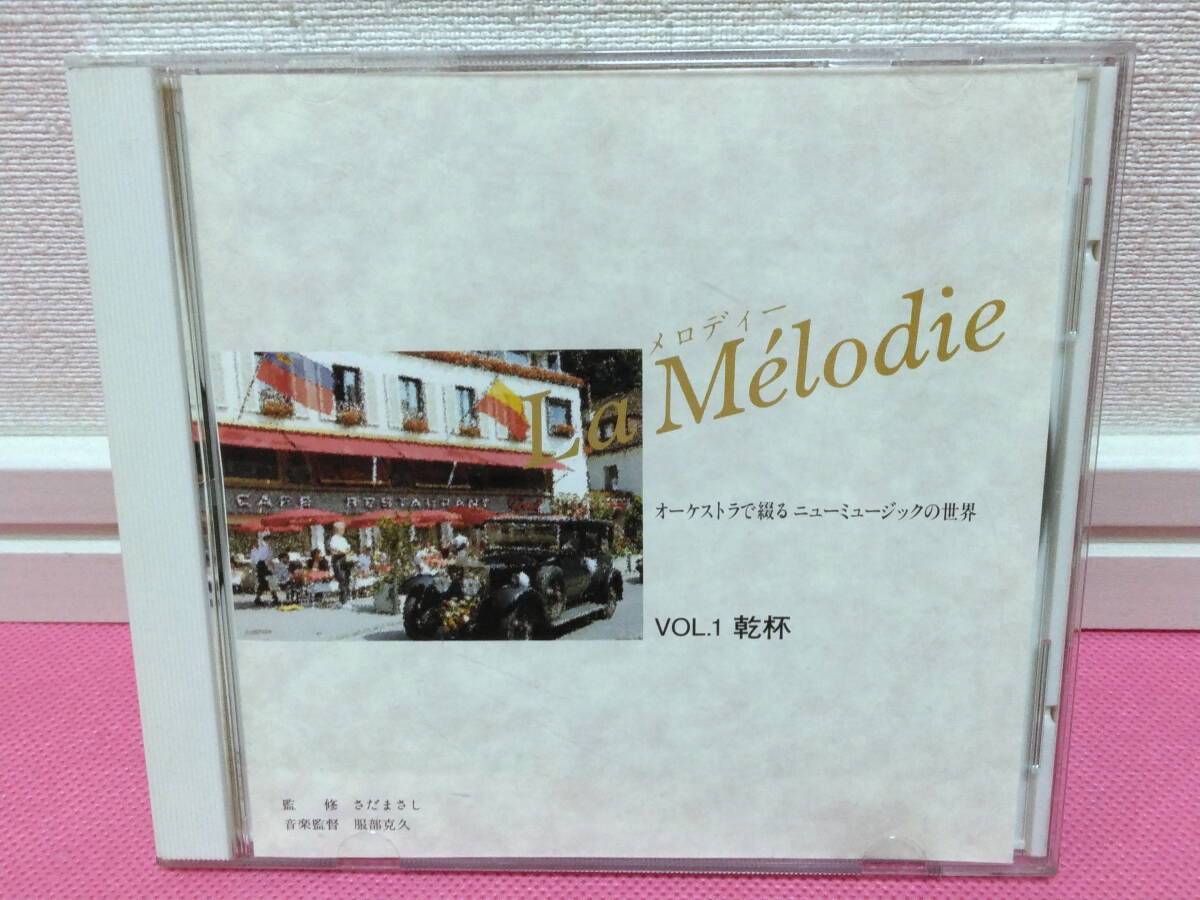 メロディー
La Mélodie
CAFE RESTAURANT
オーケストラで綴る ニューミュージックの世界
VOL.1 乾杯
監 修 さだまさし
音楽監督 服部克久